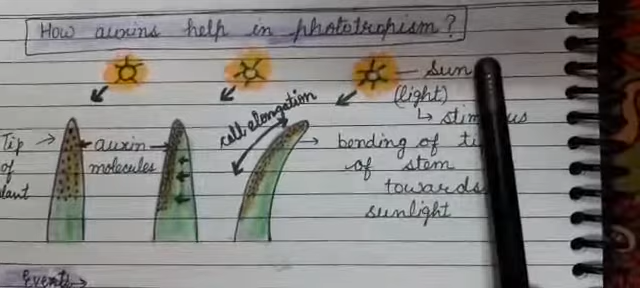 How auxins help in phototropism?
Sun
(light)
cell elongation
Tip
of
auxin
molecules
bending of
of stem
towards
sunlight
Events